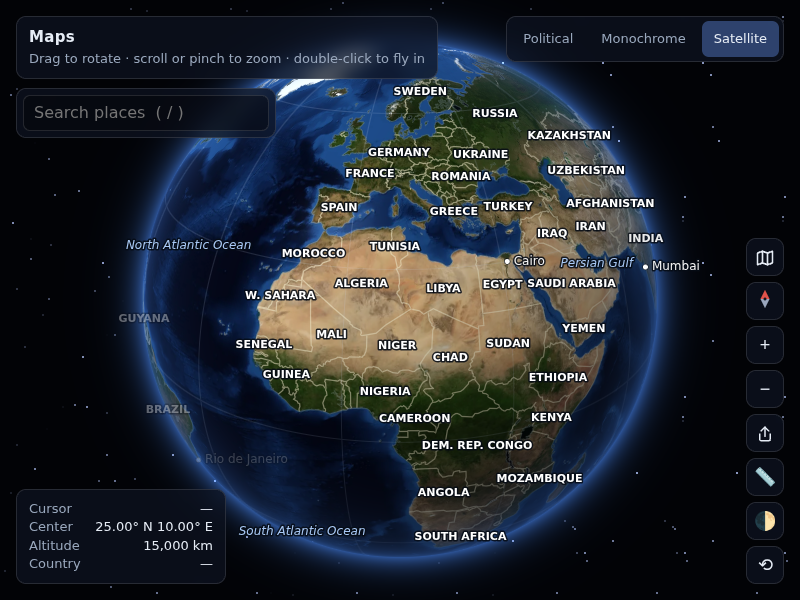 Maps
Drag to rotate · scroll or pinch to zoom · double-click to fly in
Political Monochrome Satellite
Search places ( / )
SWEDEN
RUSSIA
KAZAKHSTAN
GERMANY
UKRAINE
FRANCE
ROMANIA
UZBEKISTAN
SPAIN
GREECE
TURKEY
AFGHANISTAN
IRAQ
IRAN
INDIA
North Atlantic Ocean
MOROCCO
TUNISIA
Cairo
Persian Gulf
Mumbai
W. SAHARA
ALGERIA
LIBYA
EGYPT
SAUDI ARABIA
GUYANA
SENEGAL
MALI
NIGER
CHAD
SUDAN
YEMEN
GUINEA
NIGERIA
ETHIOPIA
BRAZIL
CAMEROON
KENYA
DEM. REP. CONGO
Rio de Janeiro
ANGOLA
MOZAMBIQUE
South Atlantic Ocean
SOUTH AFRICA
+
−
Cursor —
Center 25.00° N 10.00° E
Altitude 15,000 km
Country —